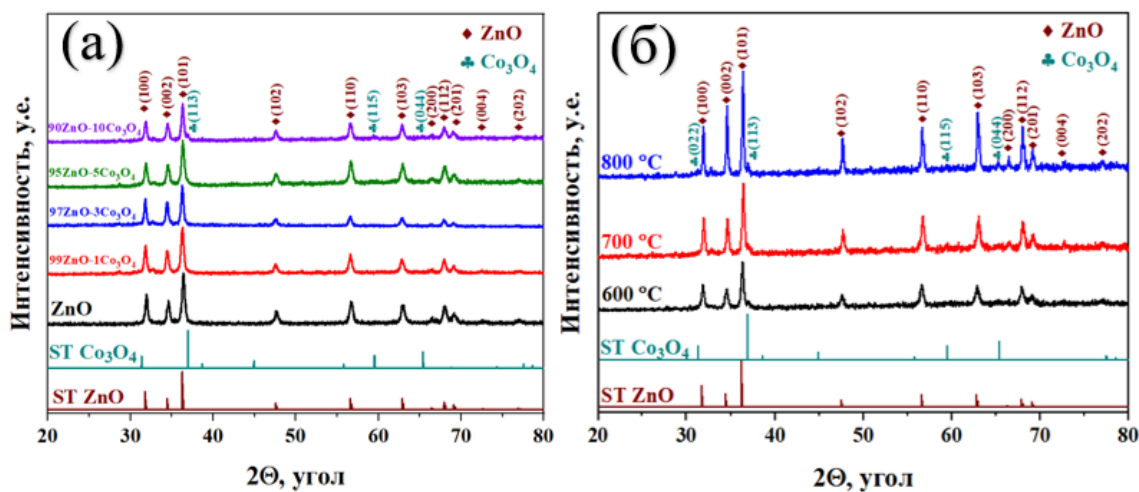 (а)
♦ ZnO
♣ Co₃O₄
♦(100)
♦(002)
♦(101)
♣(113)
♦(102)
♦(110)
♣(115)
♦(103)
♣(044)
♦(200)
♦(112)
♦(201)
♦(004)
♦(202)
90ZnO-10Co₃O₄
95ZnO-5Co₃O₄
97ZnO-3Co₃O₄
99ZnO-1Co₃O₄
ZnO
ST Co₃O₄
ST ZnO
Интенсивность, у.е.
20 30 40 50 60 70 80
2Θ, угол
(б)
♦ ZnO
♣ Co₃O₄
♣(022)
♦(100)
♦(002)
♦(101)
♣(113)
♦(102)
♦(110)
♣(115)
♦(103)
♣(044)
♦(200)
♦(112)
♦(201)
♦(004)
♦(202)
800 °C
700 °C
600 °C
ST Co₃O₄
ST ZnO
Интенсивность, у.е.
20 30 40 50 60 70 80
2Θ, угол